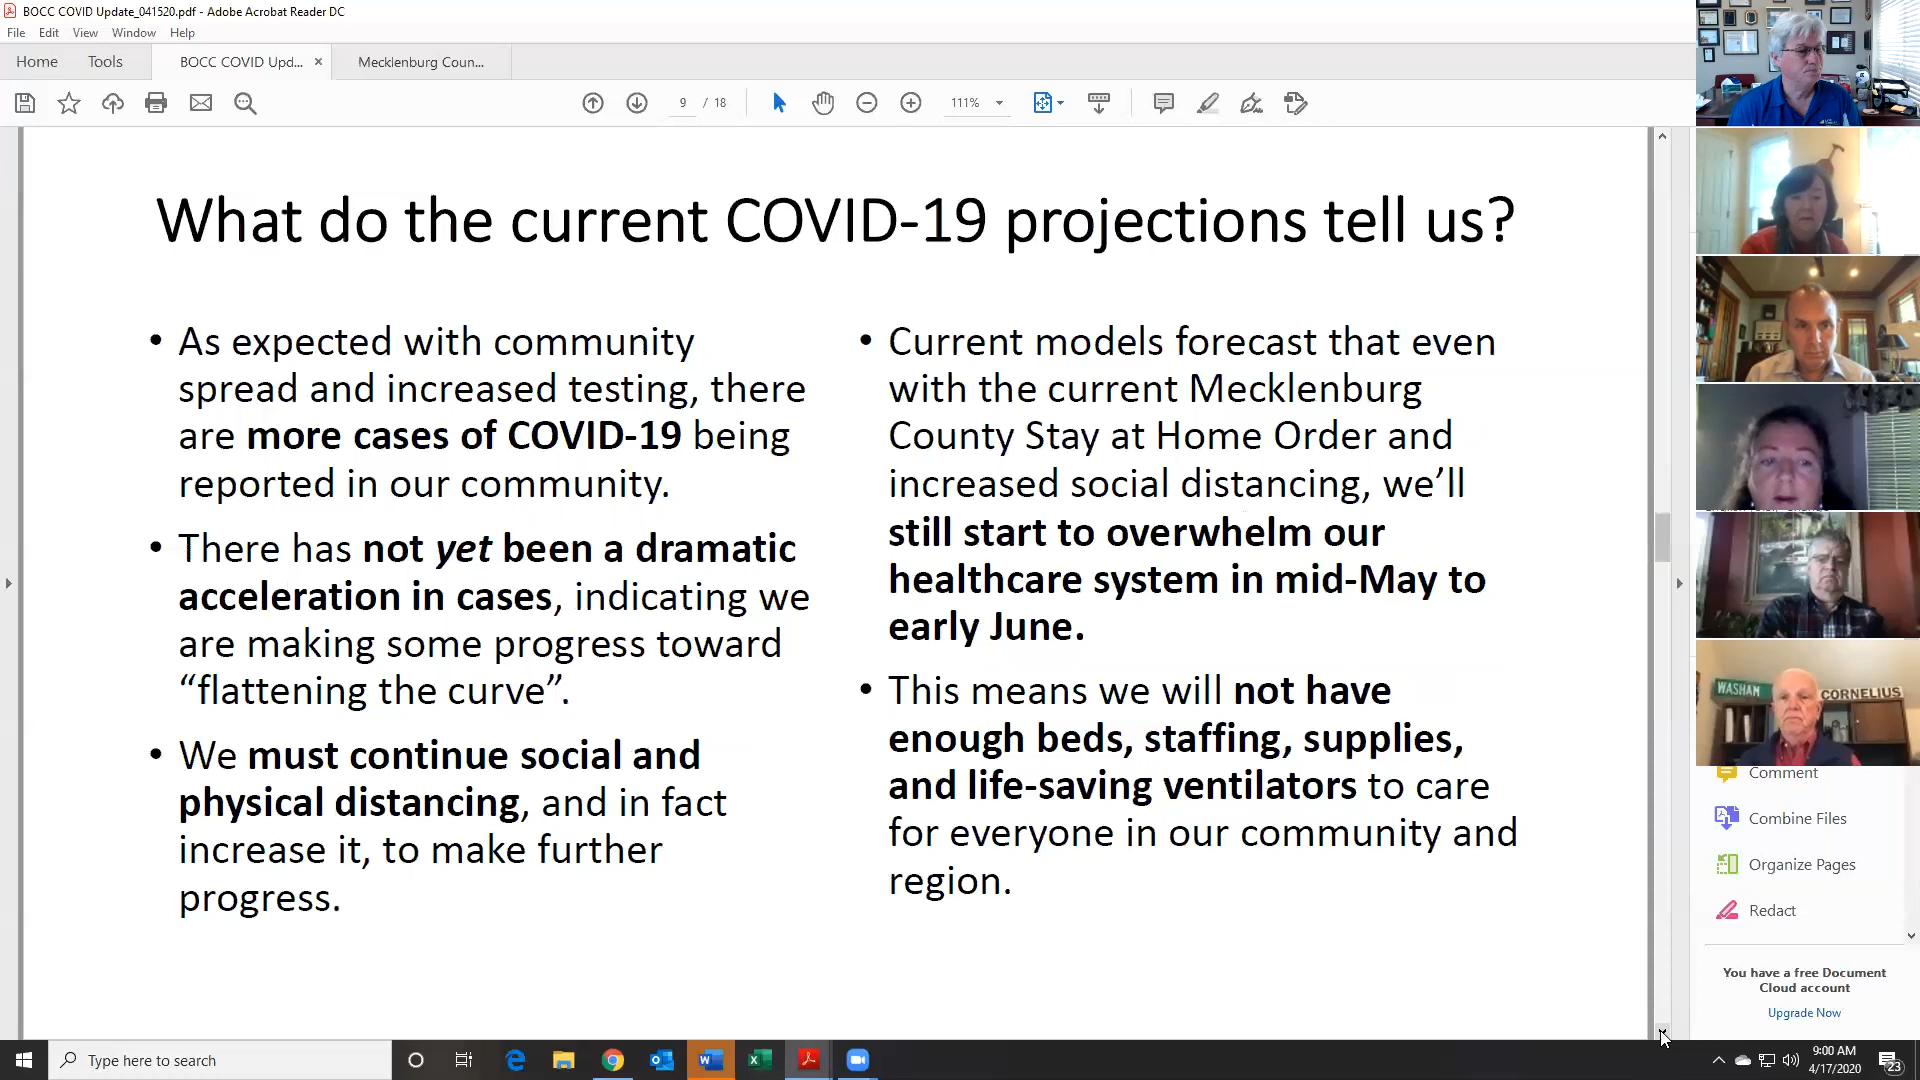 BOCC COVID Update_041520.pdf - Adobe Acrobat Reader DC
File Edit View Window Help
Home Tools BOCC COVID Upd... × Mecklenburg Coun...
9 / 18 111%
What do the current COVID-19 projections tell us?
• As expected with community
spread and increased testing, there
are more cases of COVID-19 being
reported in our community.
• There has not yet been a dramatic
acceleration in cases, indicating we
are making some progress toward
“flattening the curve”.
• We must continue social and
physical distancing, and in fact
increase it, to make further
progress.
• Current models forecast that even
with the current Mecklenburg
County Stay at Home Order and
increased social distancing, we’ll
still start to overwhelm our
healthcare system in mid-May to
early June.
• This means we will not have
enough beds, staffing, supplies,
and life-saving ventilators to care
for everyone in our community and
region.
WASHAM CORNELIUS
Comment
Combine Files
Organize Pages
Redact
You have a free Document
Cloud account
Upgrade Now
Type here to search
9:00 AM
4/17/2020
23